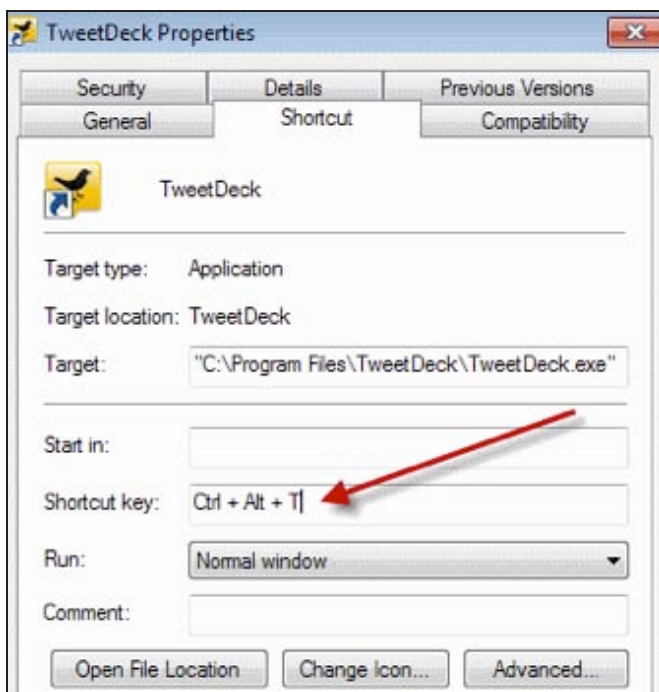 TweetDeck Properties
Security Details Previous Versions
General Shortcut Compatibility
TweetDeck
Target type: Application
Target location: TweetDeck
Target: "C:\Program Files\TweetDeck\TweetDeck.exe"
Start in:
Shortcut key: Ctrl + Alt + T
Run: Normal window
Comment:
Open File Location Change Icon... Advanced...